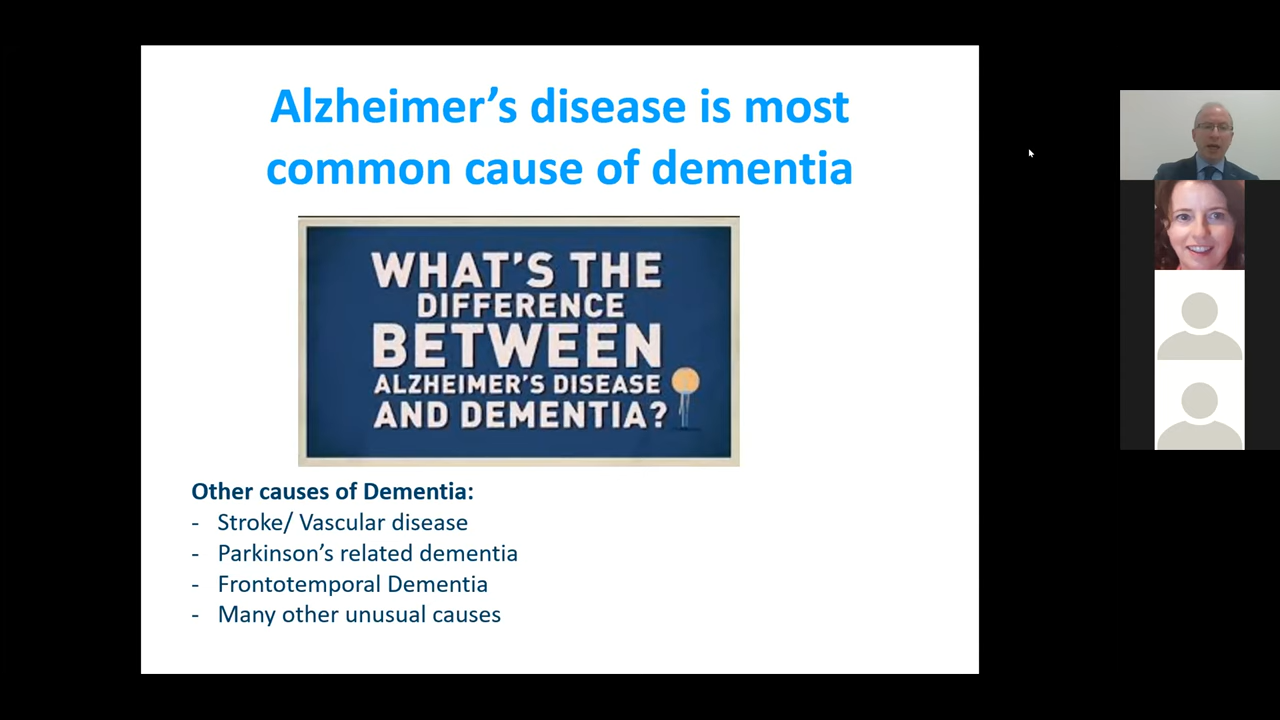 Alzheimer’s disease is most
common cause of dementia
WHAT'S THE
DIFFERENCE
BETWEEN
ALZHEIMER'S DISEASE
AND DEMENTIA?
Other causes of Dementia:
- Stroke/ Vascular disease
- Parkinson’s related dementia
- Frontotemporal Dementia
- Many other unusual causes